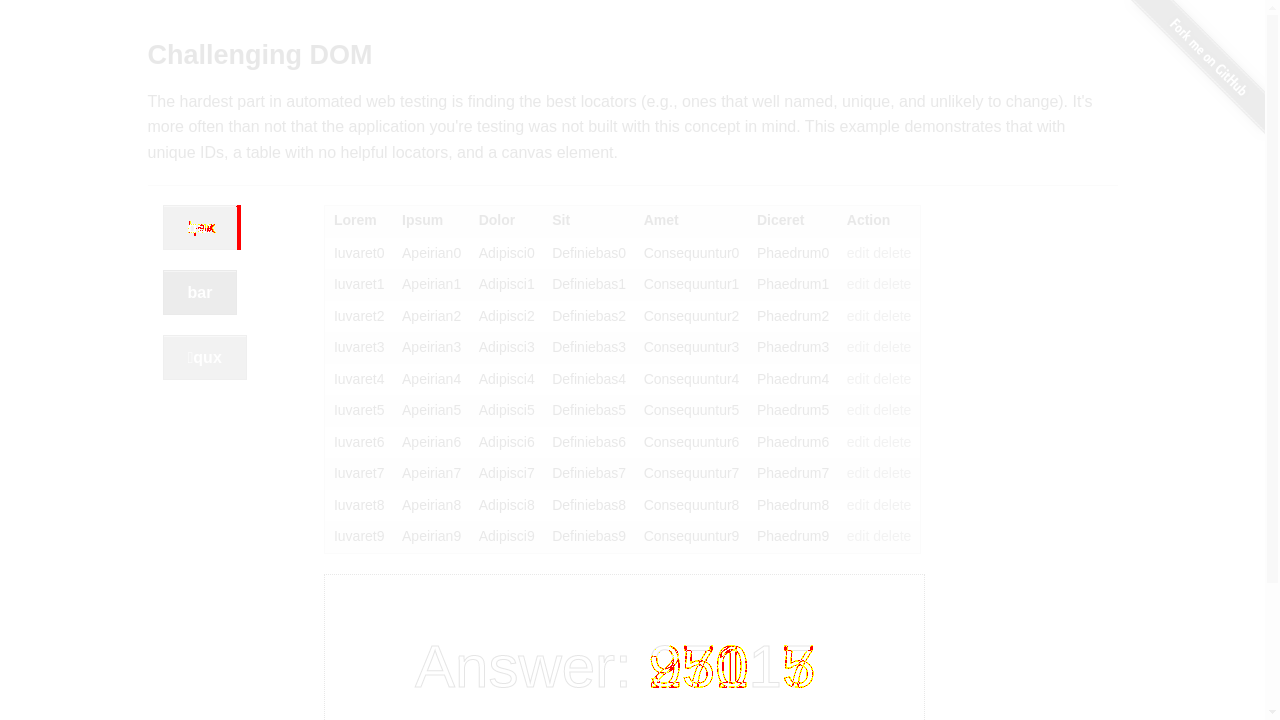 Fork me on GitHub
Challenging DOM
The hardest part in automated web testing is finding the best locators (e.g., ones that well named, unique, and unlikely to change). It's
more often than not that the application you're testing was not built with this concept in mind. This example demonstrates that with
unique IDs, a table with no helpful locators, and a canvas element.
Lorem Ipsum Dolor Sit Amet Diceret Action
Iuvaret0 Apeirian0 Adipisci0 Definiebas0 Consequuntur0 Phaedrum0 edit delete
Iuvaret1 Apeirian1 Adipisci1 Definiebas1 Consequuntur1 Phaedrum1 edit delete
Iuvaret2 Apeirian2 Adipisci2 Definiebas2 Consequuntur2 Phaedrum2 edit delete
Iuvaret3 Apeirian3 Adipisci3 Definiebas3 Consequuntur3 Phaedrum3 edit delete
Iuvaret4 Apeirian4 Adipisci4 Definiebas4 Consequuntur4 Phaedrum4 edit delete
Iuvaret5 Apeirian5 Adipisci5 Definiebas5 Consequuntur5 Phaedrum5 edit delete
Iuvaret6 Apeirian6 Adipisci6 Definiebas6 Consequuntur6 Phaedrum6 edit delete
Iuvaret7 Apeirian7 Adipisci7 Definiebas7 Consequuntur7 Phaedrum7 edit delete
Iuvaret8 Apeirian8 Adipisci8 Definiebas8 Consequuntur8 Phaedrum8 edit delete
Iuvaret9 Apeirian9 Adipisci9 Definiebas9 Consequuntur9 Phaedrum9 edit delete
bar
qux
Answer: